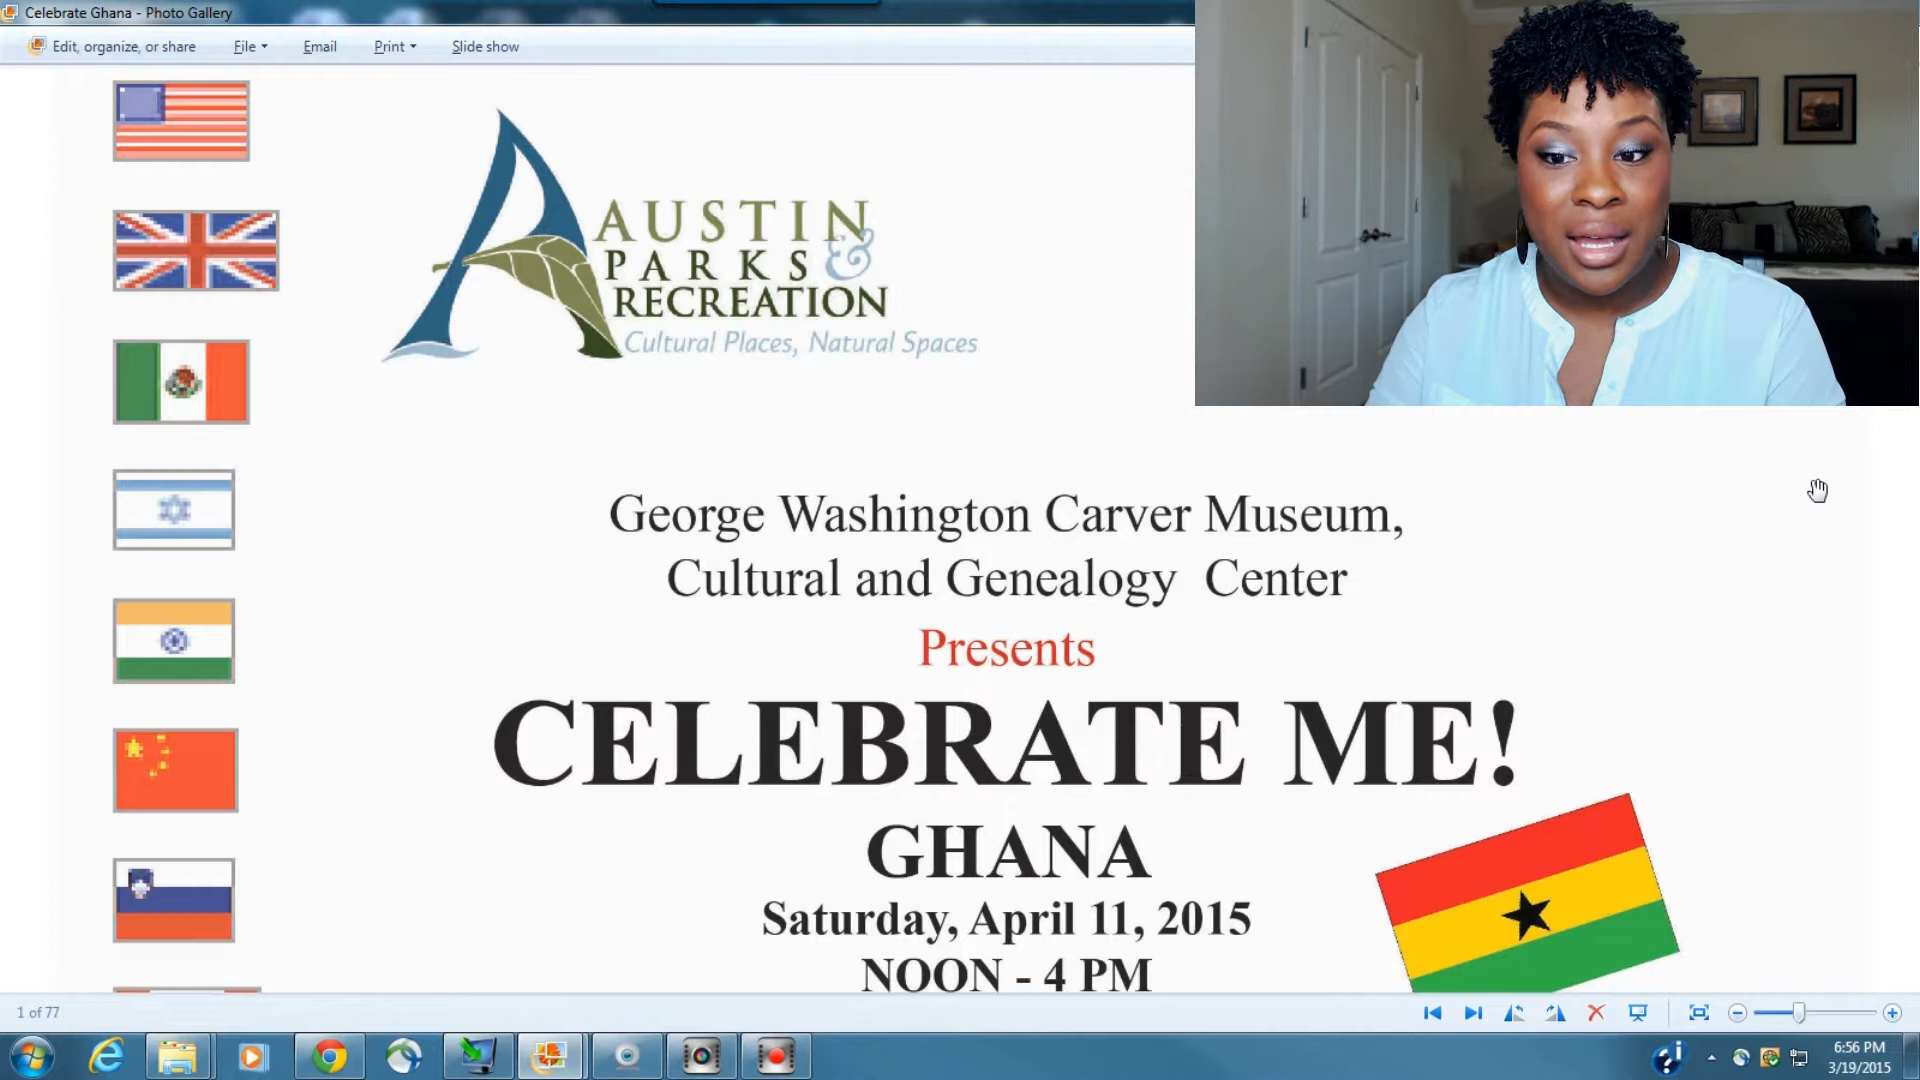 Celebrate Ghana - Photo Gallery
Edit, organize, or share
File
Email
Print
Slide show
AUSTIN
PARKS &
RECREATION
Cultural Places, Natural Spaces
George Washington Carver Museum,
Cultural and Genealogy Center
Presents
CELEBRATE ME!
GHANA
Saturday, April 11, 2015
NOON - 4 PM
1 of 77
6:56 PM
3/19/2015